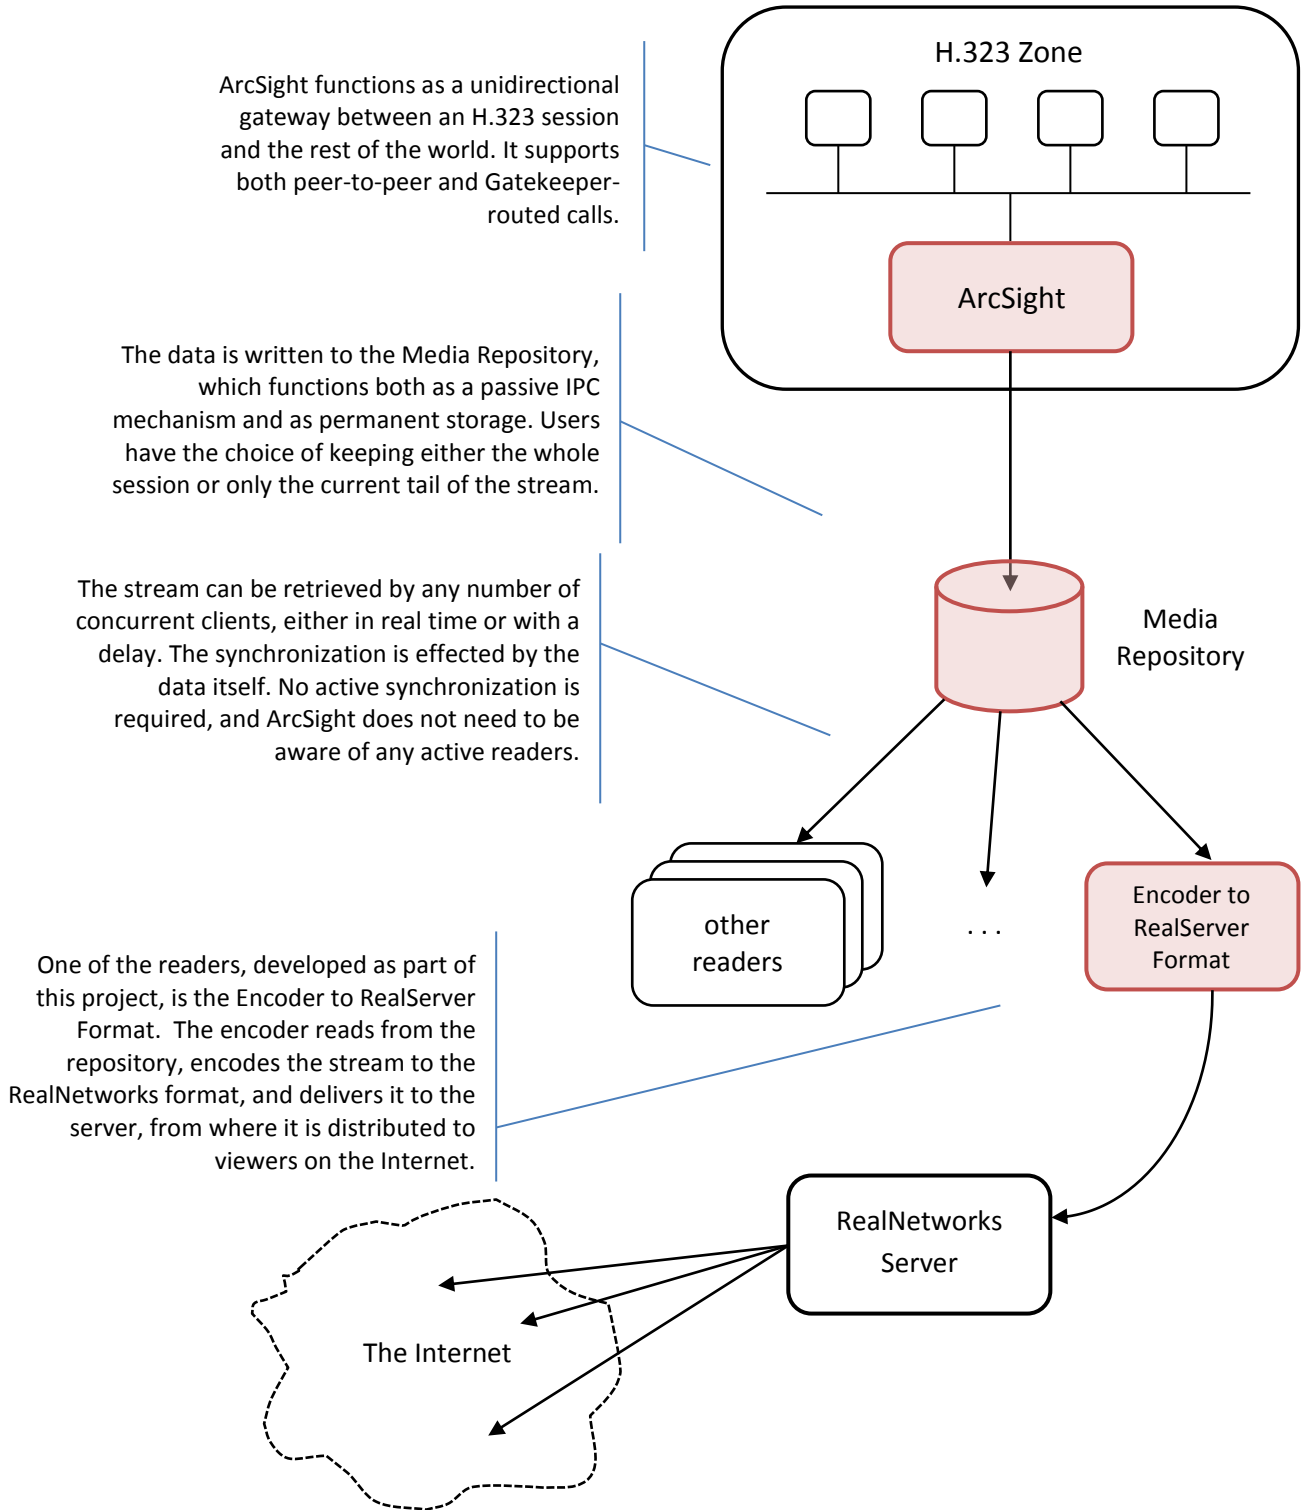 H.323 Zone
ArcSight functions as a unidirectional
gateway between an H.323 session
and the rest of the world. It supports
both peer-to-peer and Gatekeeper-
routed calls.
ArcSight
The data is written to the Media Repository,
which functions both as a passive IPC
mechanism and as permanent storage. Users
have the choice of keeping either the whole
session or only the current tail of the stream.
The stream can be retrieved by any number of
concurrent clients, either in real time or with a
delay. The synchronization is effected by the
data itself. No active synchronization is
required, and ArcSight does not need to be
aware of any active readers.
Media
Repository
other
readers
. . .
Encoder to
RealServer
Format
One of the readers, developed as part of
this project, is the Encoder to RealServer
Format.  The encoder reads from the
repository, encodes the stream to the
RealNetworks format, and delivers it to the
server, from where it is distributed to
viewers on the Internet.
RealNetworks
Server
The Internet